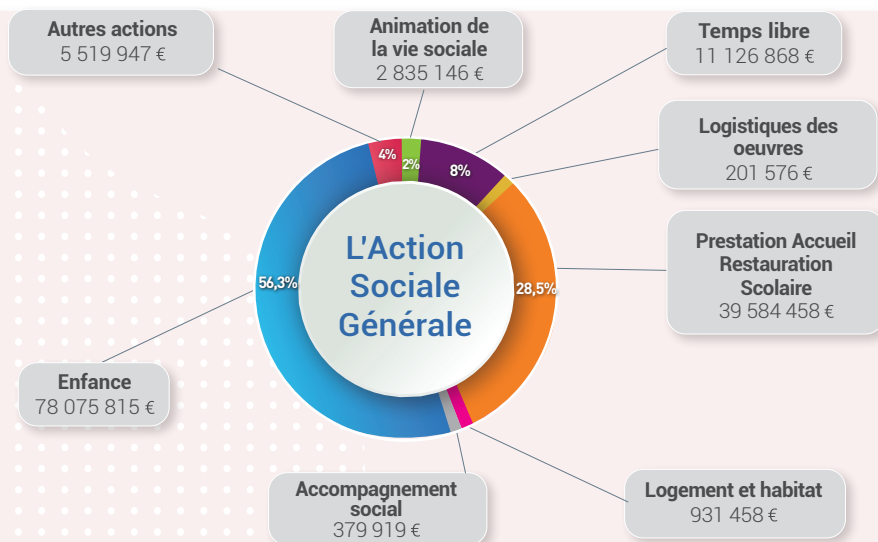 Autres actions
5 519 947 €
Animation de
la vie sociale
2 835 146 €
Temps libre
11 126 868 €
Logistiques des
oeuvres
201 576 €
Prestation Accueil
Restauration
Scolaire
39 584 458 €
4%
2%
8%
56,3%
28,5%
L'Action
Sociale
Générale
Enfance
78 075 815 €
Accompagnement
social
379 919 €
Logement et habitat
931 458 €